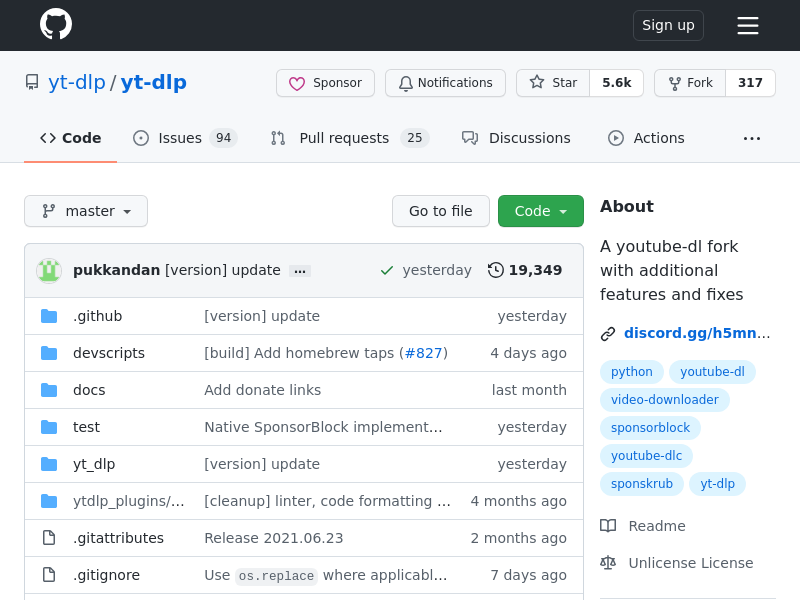 Sign up
yt-dlp / yt-dlp
Sponsor
Notifications
Star 5.6k
Fork 317
Code
Issues 94
Pull requests 25
Discussions
Actions
...
master
Go to file
Code
pukkandan [version] update ...
yesterday
19,349
.github [version] update yesterday
devscripts [build] Add homebrew taps (#827) 4 days ago
docs Add donate links last month
test Native SponsorBlock implement... yesterday
yt_dlp [version] update yesterday
ytdlp_plugins/... [cleanup] linter, code formatting ... 4 months ago
.gitattributes Release 2021.06.23 2 months ago
.gitignore Use os.replace where applicabl... 7 days ago
About
A youtube-dl fork
with additional
features and fixes
discord.gg/h5mn...
python youtube-dl
video-downloader
sponsorblock
youtube-dlc
sponskrub yt-dlp
Readme
Unlicense License